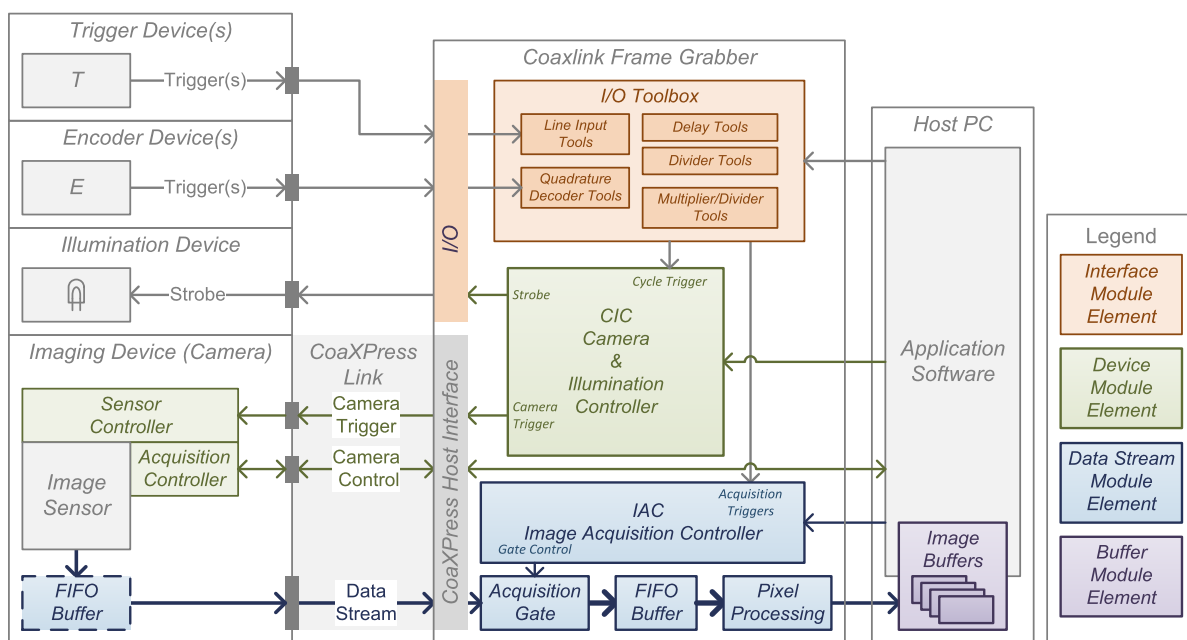 Trigger Device(s)
T
Trigger(s)
Encoder Device(s)
E
Trigger(s)
Illumination Device
Strobe
Imaging Device (Camera)
Sensor
Controller
Acquisition
Controller
Image
Sensor
FIFO
Buffer
CoaXPress
Link
Camera
Trigger
Camera
Control
Data
Stream
Coaxlink Frame Grabber
I/O
CoaXPress Host Interface
I/O Toolbox
Line Input
Tools
Quadrature
Decoder Tools
Delay Tools
Divider Tools
Multiplier/Divider
Tools
Cycle Trigger
Strobe
CIC
Camera
&
Illumination
Controller
Camera
Trigger
Acquisition
Triggers
IAC
Image Acquisition Controller
Gate Control
Acquisition
Gate
FIFO
Buffer
Pixel
Processing
Host PC
Application
Software
Image
Buffers
Legend
Interface
Module
Element
Device
Module
Element
Data Stream
Module
Element
Buffer
Module
Element